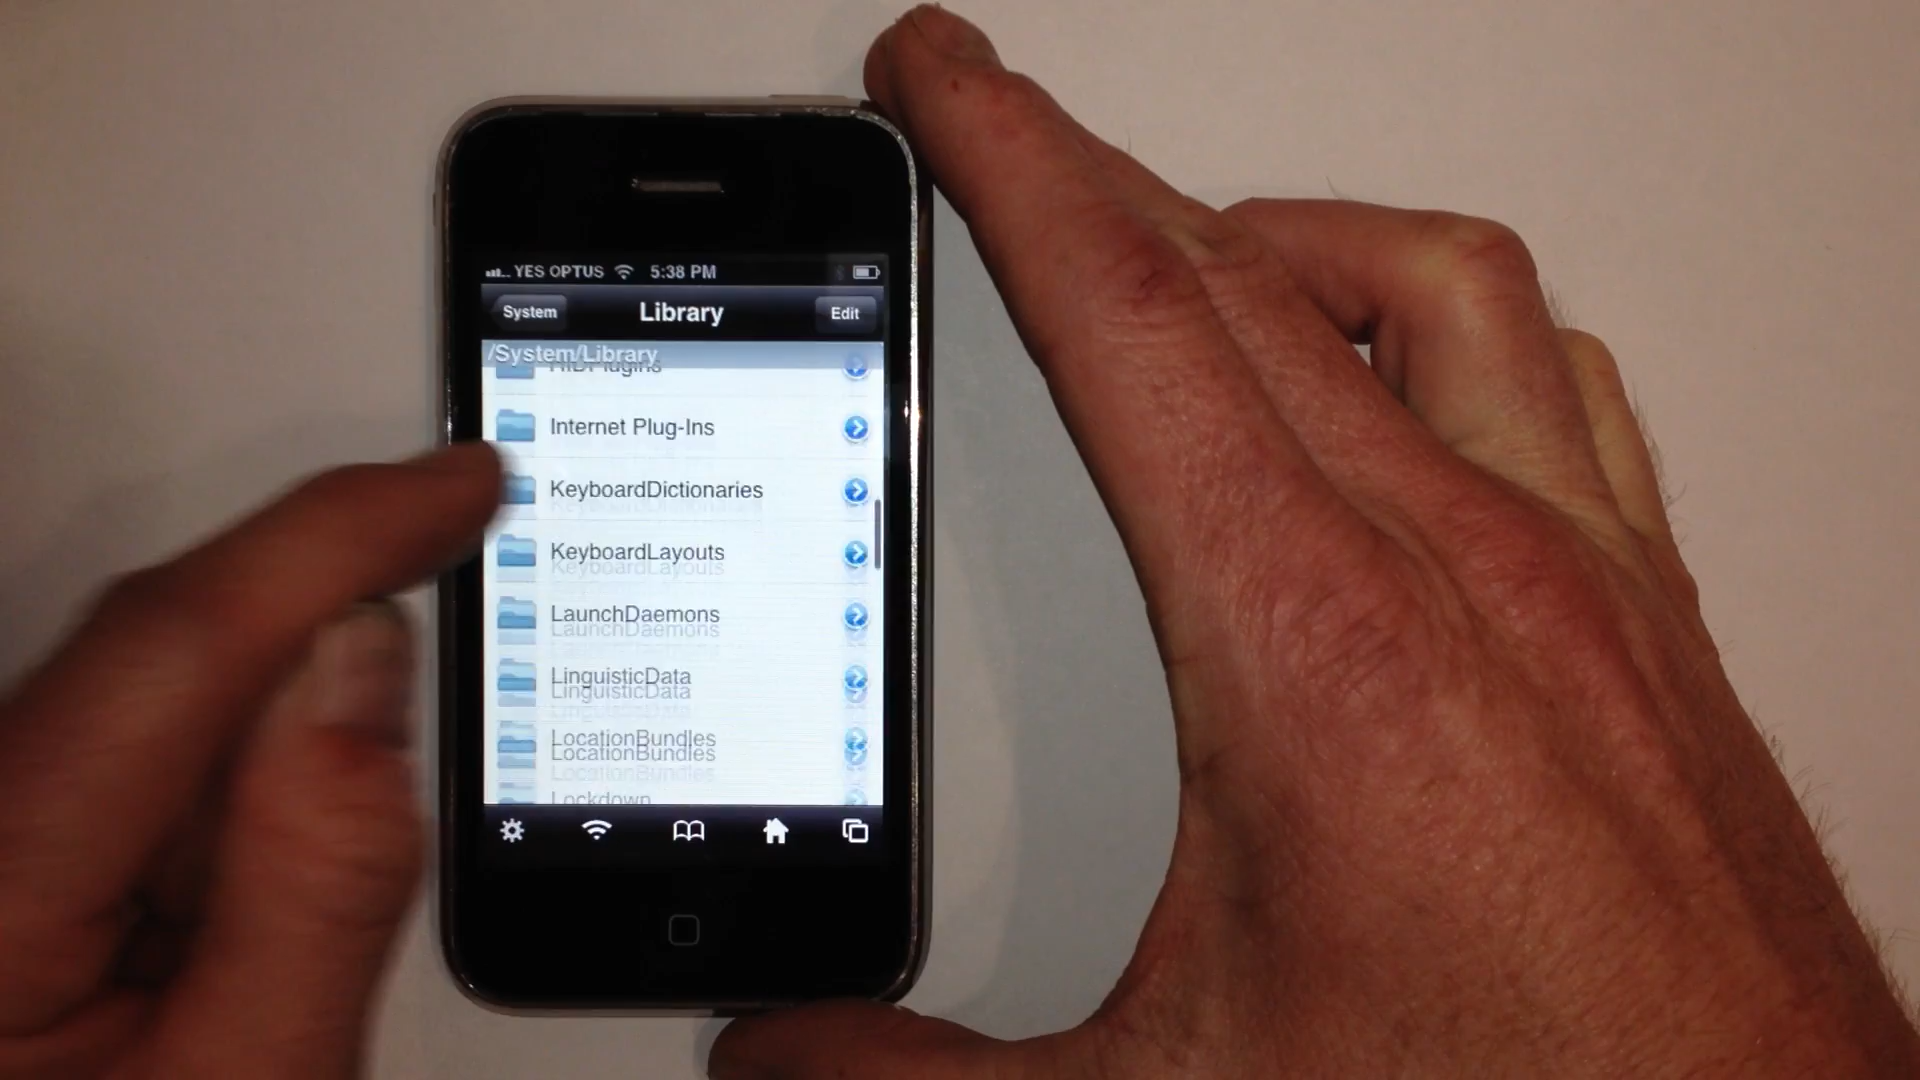 YES OPTUS 5:38 PM
System Library Edit
/System/Library
HIDPlugins
Internet Plug-Ins
KeyboardDictionaries
KeyboardLayouts
LaunchDaemons
LinguisticData
LocationBundles
Lockdown